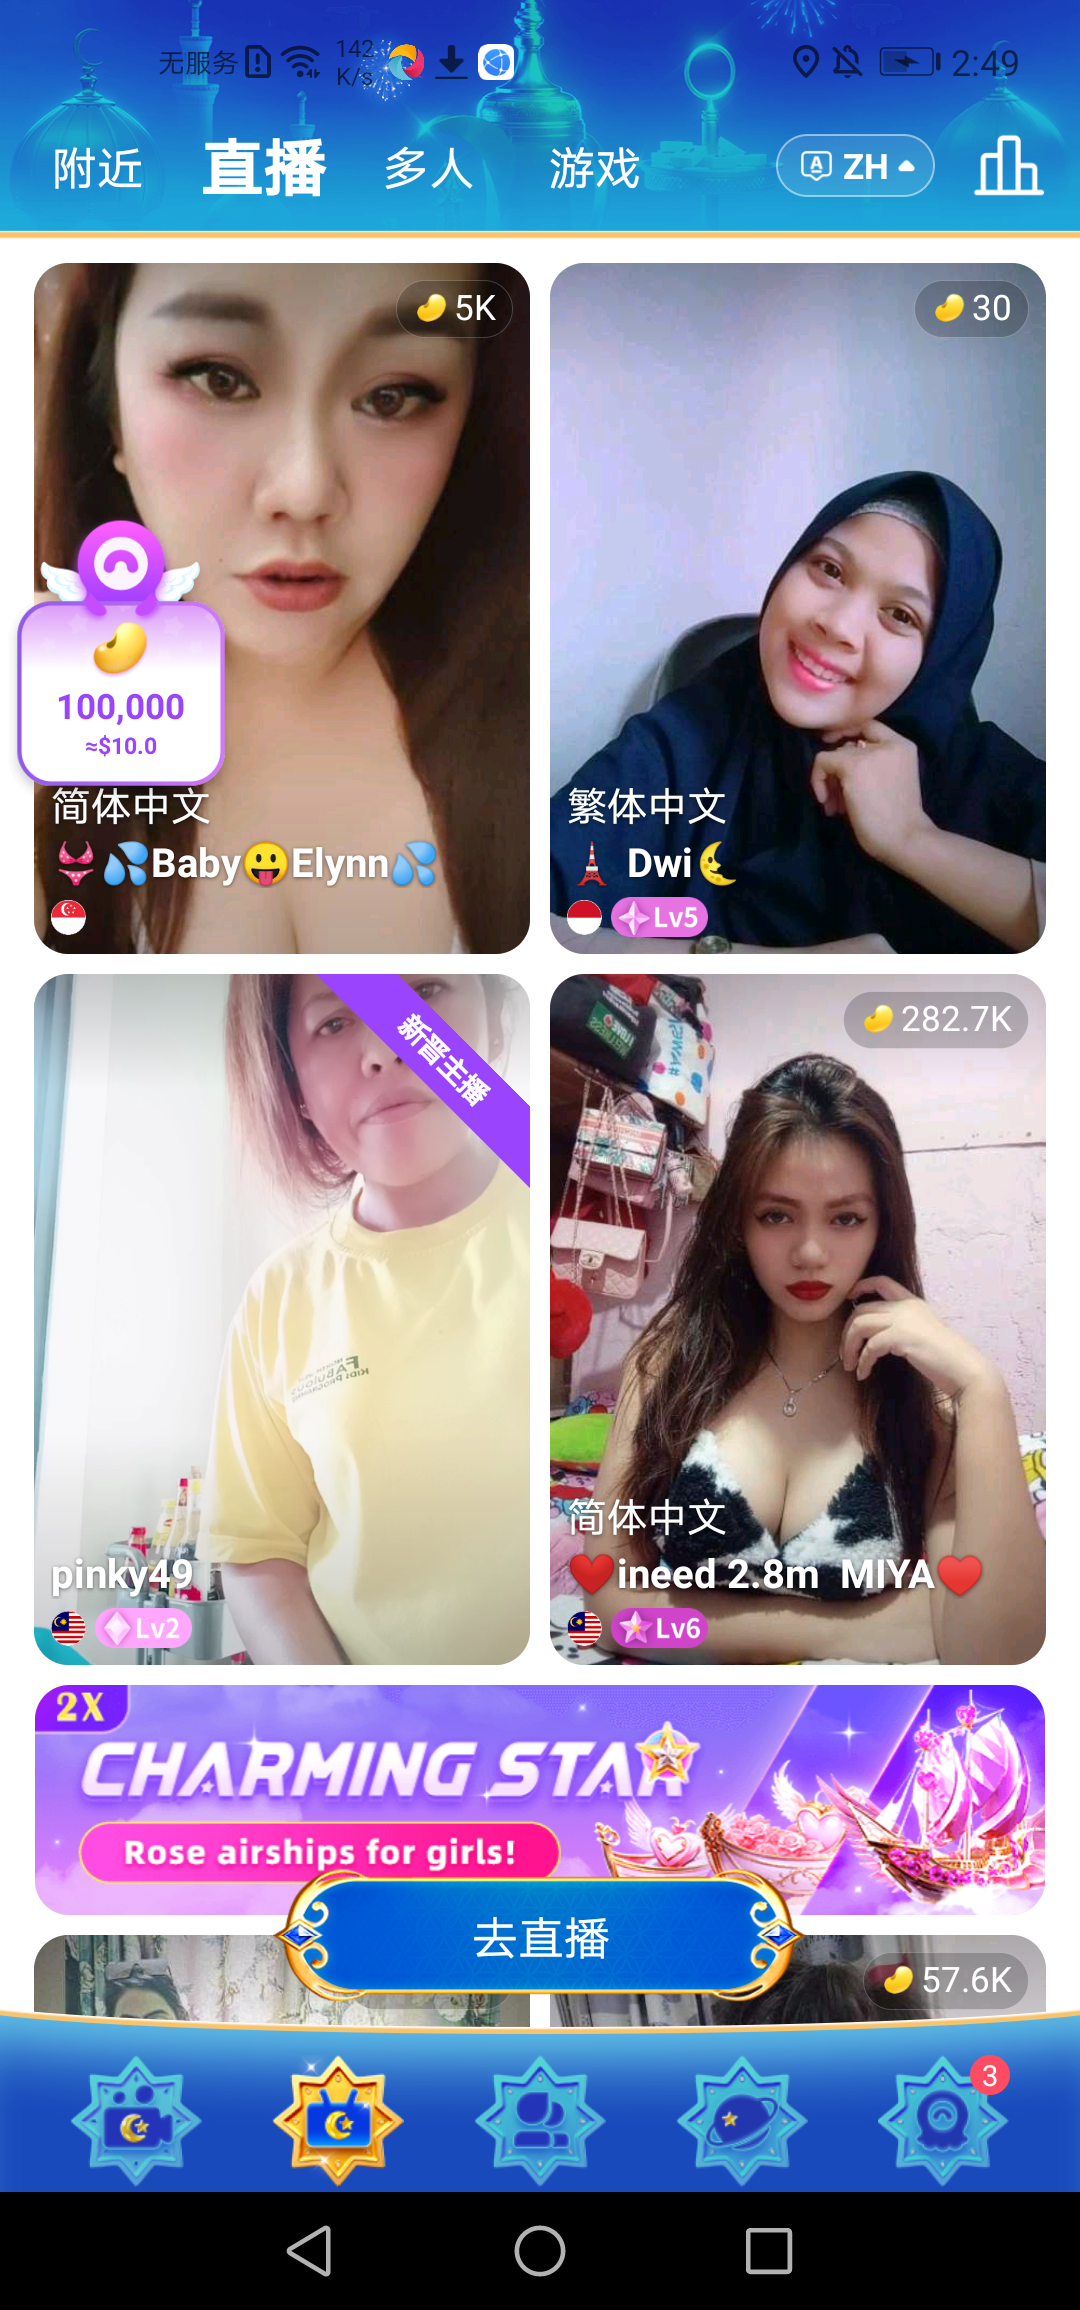 无服务 142 K/s 2:49
附近 直播 多人 游戏 ZH
5K
30
100,000
≈$10.0
简体中文
Baby😛Elynn
繁体中文
Dwi
Lv5
新晋主播
282.7K
pinky49
Lv2
简体中文
ineed 2.8m MIYA
Lv6
2X
CHARMING STAR
Rose airships for girls!
去直播
57.6K
3